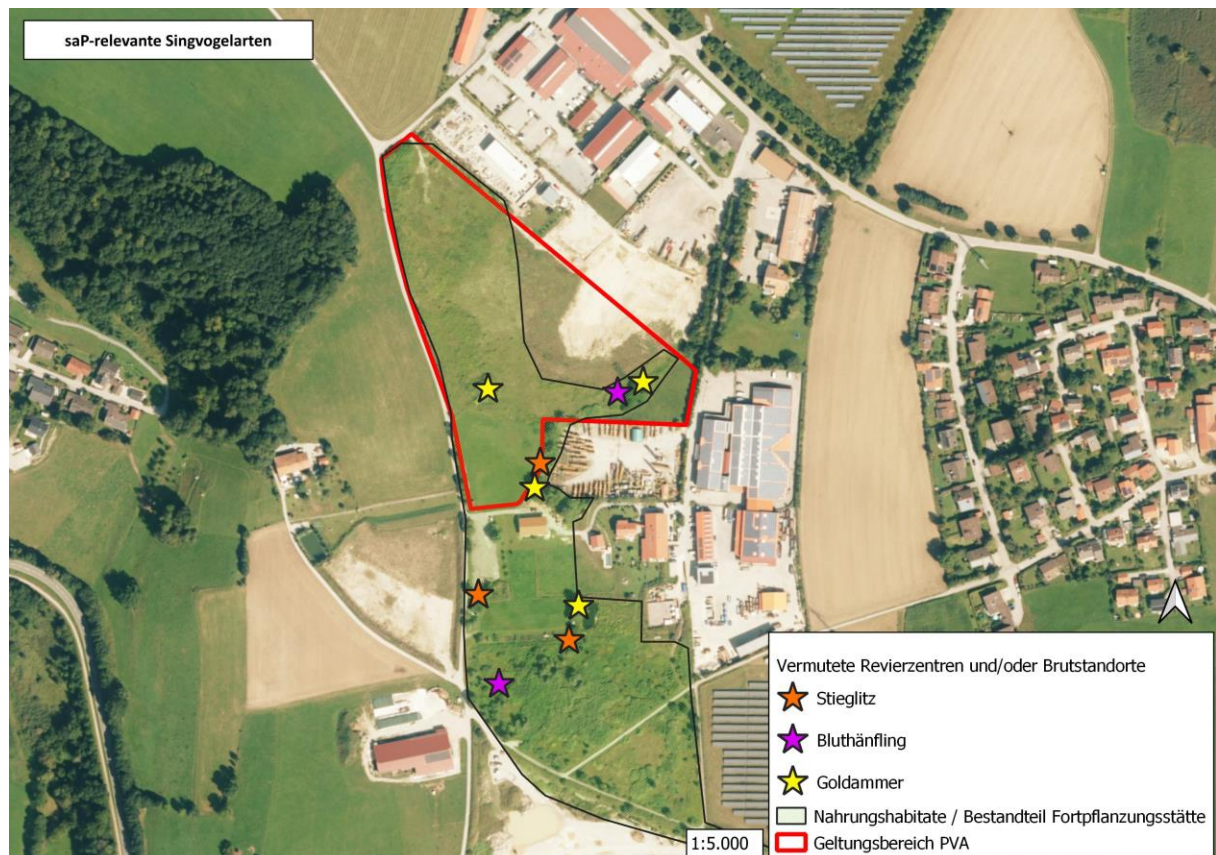 saP-relevante Singvogelarten
Vermutete Revierzentren und/oder Brutstandorte
Stieglitz
Bluthänfling
Goldammer
Nahrungshabitate / Bestandteil Fortpflanzungsstätte
1:5.000
Geltungsbereich PVA